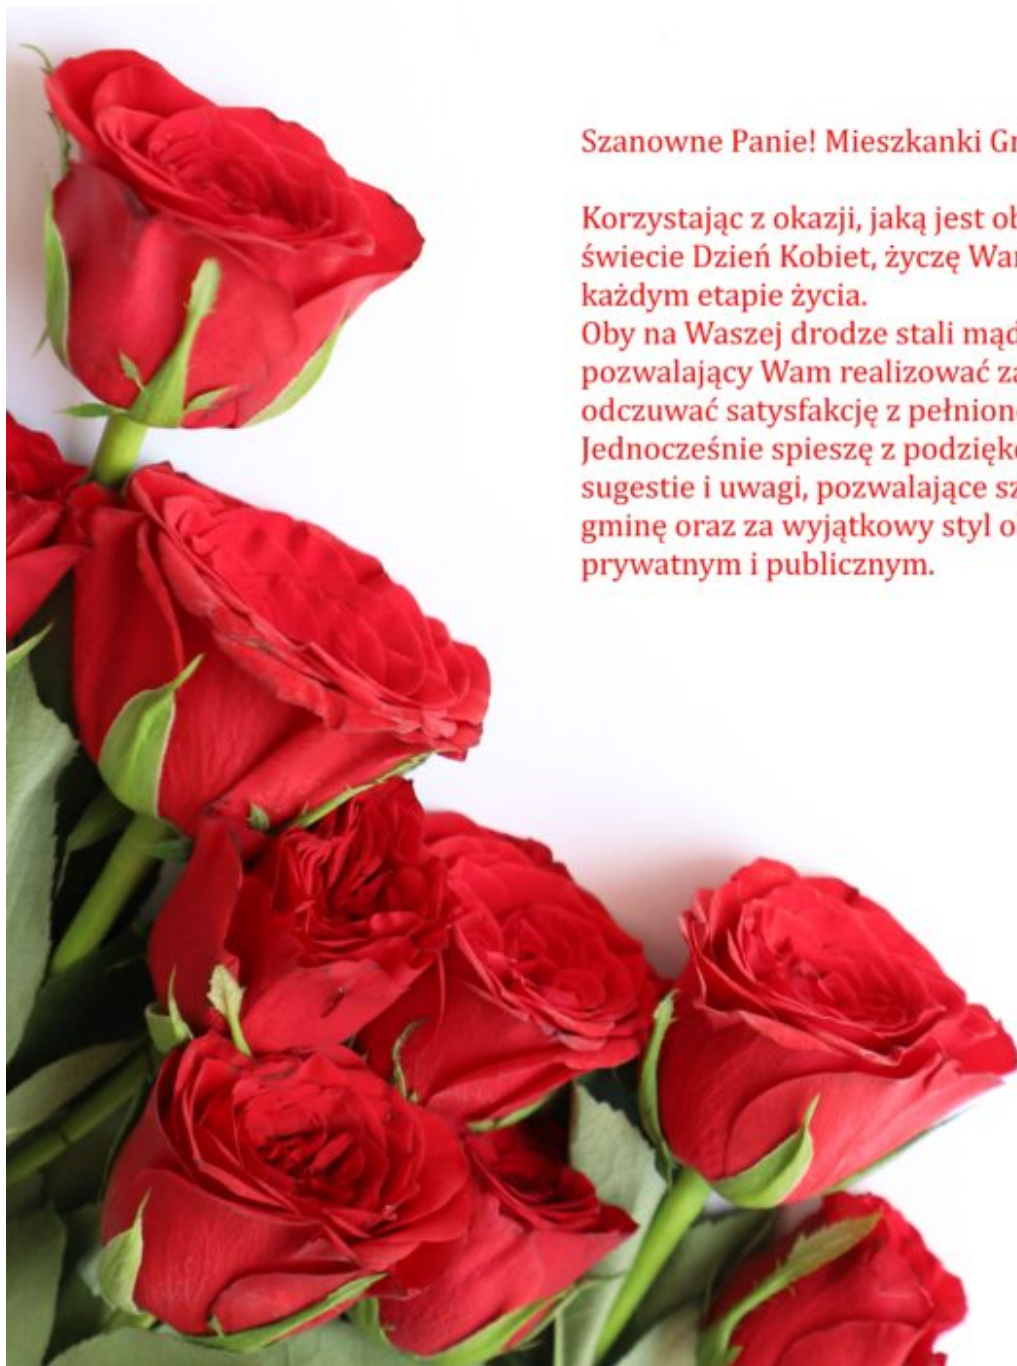 Szanowne Panie! Mieszkanki
Korzystając z okazji, jaką jest
świecie Dzień Kobiet, życzę
każdym etapie życia.
Oby na Waszej drodze stali
pozwalający Wam realizować
odczuwać satysfakcję z
Jednocześnie spieszę z
sugestie i uwagi, pozwalające
gminę oraz za wyjątkowy styl
prywatnym i publicznym.